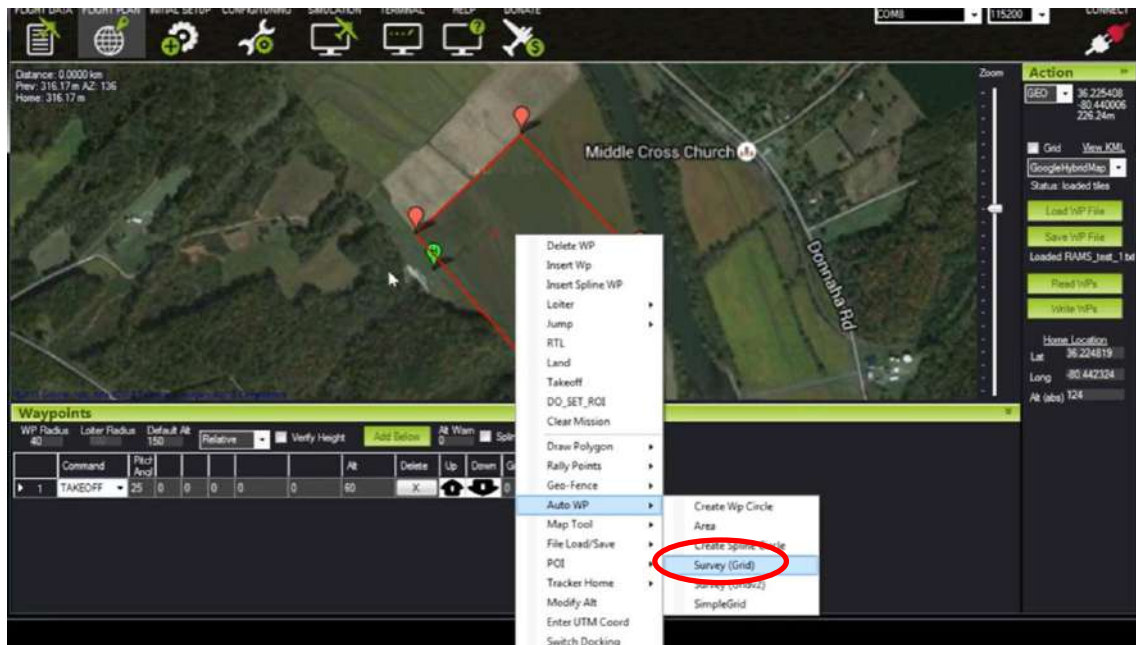 FLIGHT DATA FLIGHT PLAN INITIAL SETUP CONFIG/TUNING SIMULATION TERMINAL HELP DONATE
COM8 115200 CONNECT
Distance: 0.0000 km
Prev: 316.17 m AZ: 136
Home: 316.17 m
Middle Cross Church
Donnaha Rd
Zoom
Action
GEO 36.225408
-80.440006
226.24m
Grid View KML
GoogleHybridMap
Status: loaded tiles
Load WP File
Save WP File
Loaded RAMS_test_1.txt
Read WPs
Write WPs
Home Location
Lat 36.224819
Long -80.442324
Alt (abs) 124
H
Delete WP
Insert Wp
Insert Spline WP
Loiter
Jump
RTL
Land
Takeoff
DO_SET_ROI
Clear Mission
Draw Polygon
Rally Points
Geo-Fence
Auto WP
Map Tool
File Load/Save
POI
Tracker Home
Modify Alt
Enter UTM Coord
Switch Docking
Create Wp Circle
Area
Create Spline Circle
Survey (Grid)
Survey (Gridv2)
SimpleGrid
Waypoints
WP Radius Loiter Radius Default Alt Alt Warn
40 150 Relative Verify Height Add Below 0 Splin
Command Pitch Angl Alt Delete Up Down G
1 TAKEOFF 25 0 0 0 0 0 60 X 0